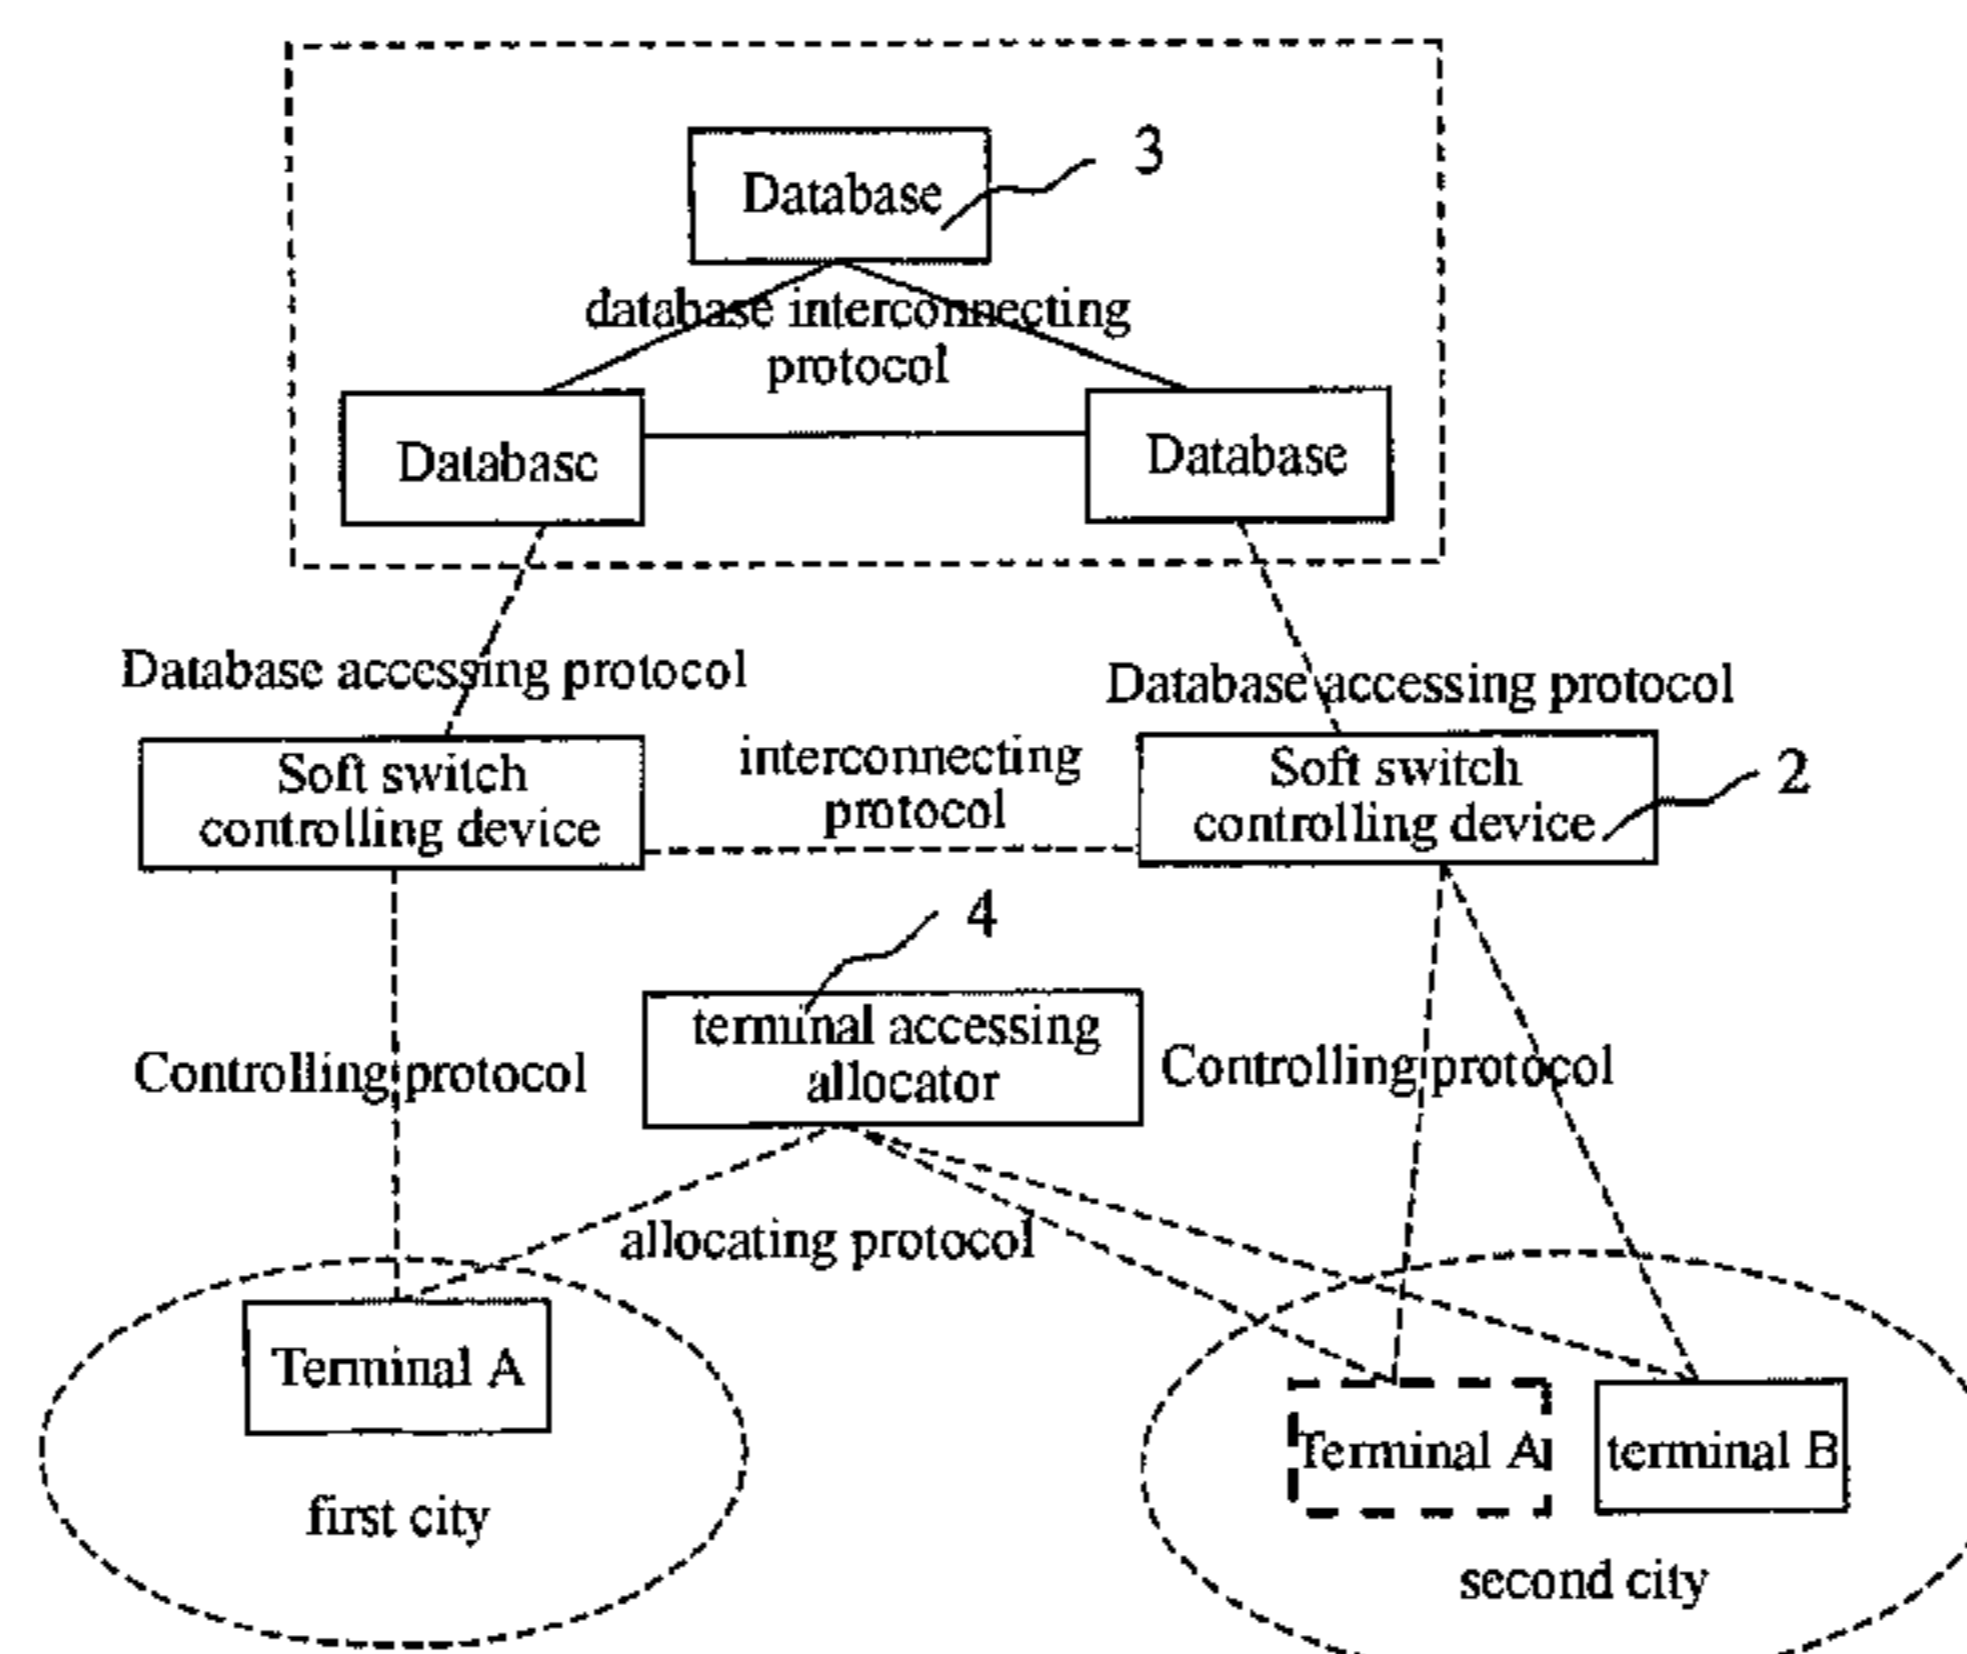 3
Database
database interconnecting
protocol
Database
Database
Database accessing protocol
Database accessing protocol
Soft switch
controlling device
interconnecting
protocol
Soft switch
controlling device
2
4
terminal accessing
allocator
Controlling protocol
Controlling protocol
allocating protocol
Terminal A
Terminal A
terminal B
first city
second city